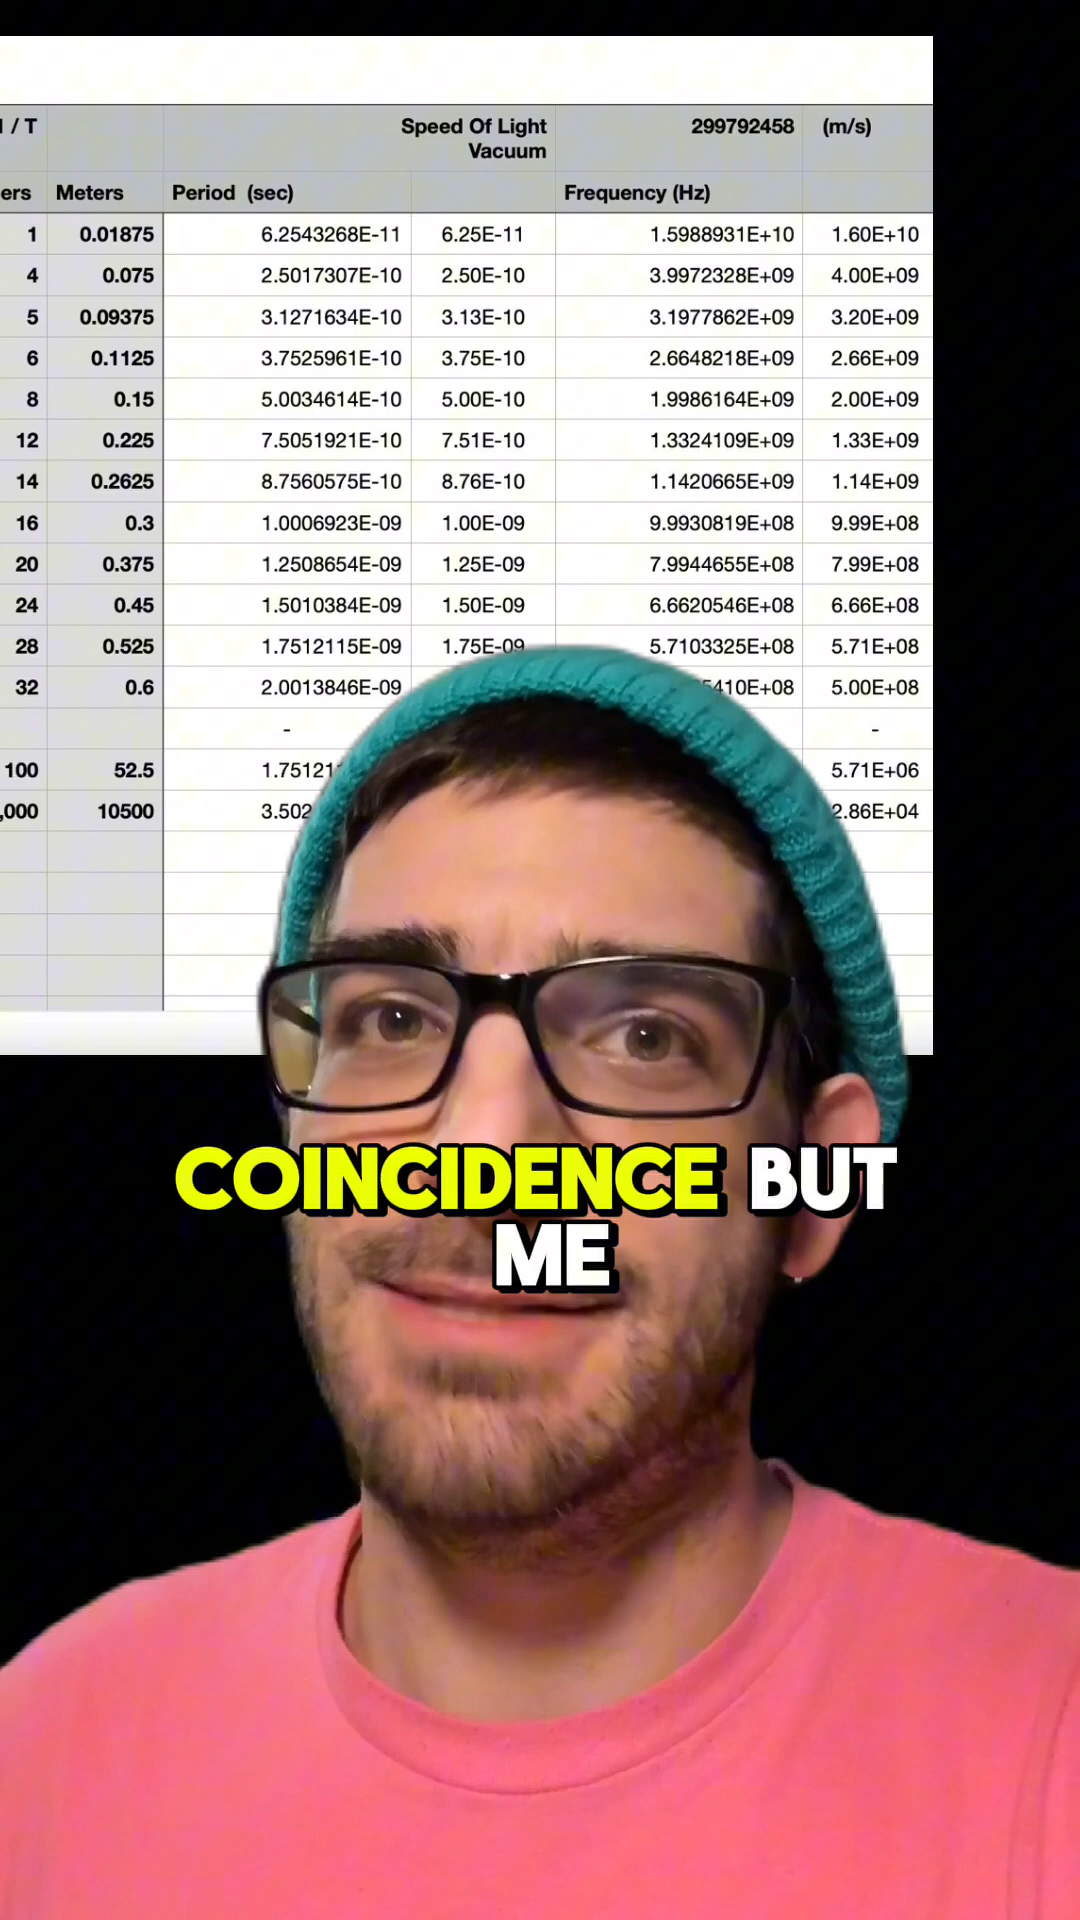 / T Speed Of Light 299792458 (m/s)
Vacuum
ers Meters Period (sec) Frequency (Hz)
1 0.01875 6.2543268E-11 6.25E-11 1.5988931E+10 1.60E+10
4 0.075 2.5017307E-10 2.50E-10 3.9972328E+09 4.00E+09
5 0.09375 3.1271634E-10 3.13E-10 3.1977862E+09 3.20E+09
6 0.1125 3.7525961E-10 3.75E-10 2.6648218E+09 2.66E+09
8 0.15 5.0034614E-10 5.00E-10 1.9986164E+09 2.00E+09
12 0.225 7.5051921E-10 7.51E-10 1.3324109E+09 1.33E+09
14 0.2625 8.7560575E-10 8.76E-10 1.1420665E+09 1.14E+09
16 0.3 1.0006923E-09 1.00E-09 9.9930819E+08 9.99E+08
20 0.375 1.2508654E-09 1.25E-09 7.9944655E+08 7.99E+08
24 0.45 1.5010384E-09 1.50E-09 6.6620546E+08 6.66E+08
28 0.525 1.7512115E-09 1.75E-09 5.7103325E+08 5.71E+08
32 0.6 2.0013846E-09 5410E+08 5.00E+08
- -
100 52.5 1.7512 5.71E+06
,000 10500 3.502 2.86E+04
COINCIDENCE BUT
ME